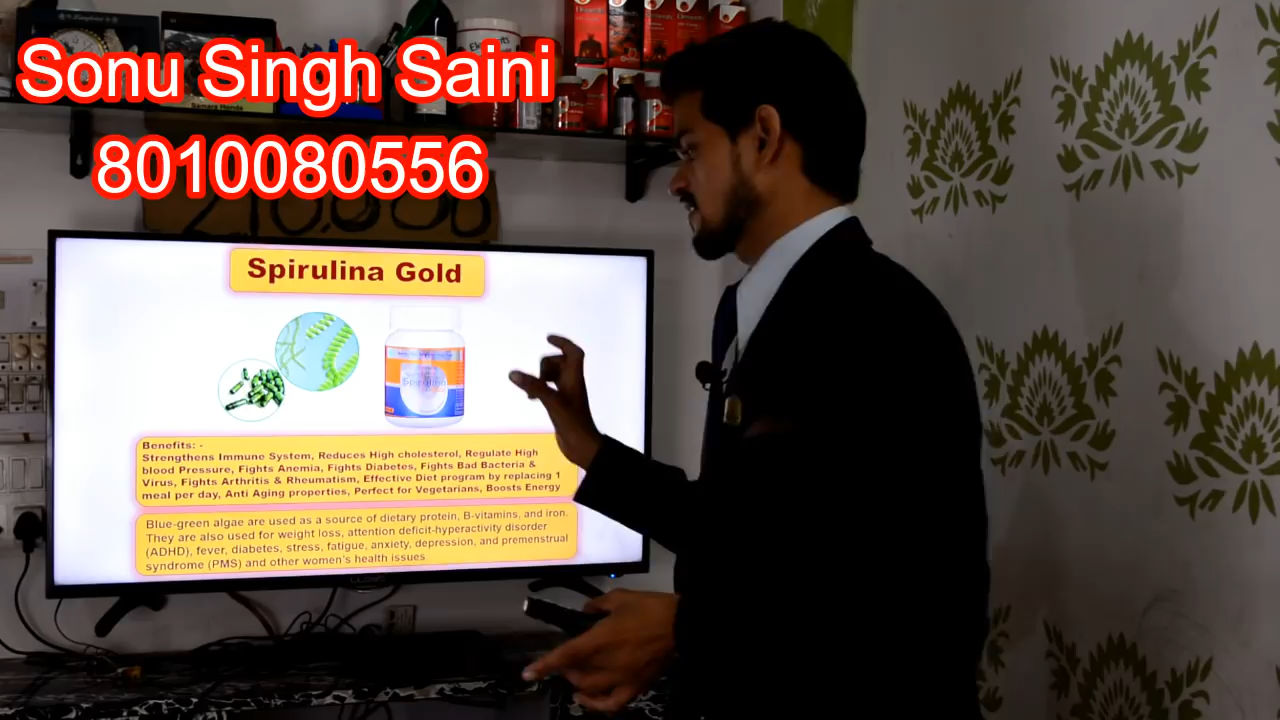 Sonu Singh Saini
8010080556
210,000
Spirulina Gold
Spirulina
Benefits: -
Strengthens Immune System, Reduces High cholesterol, Regulate High
blood Pressure, Fights Anemia, Fights Diabetes, Fights Bad Bacteria &
Virus, Fights Arthritis & Rheumatism, Effective Diet program by replacing 1
meal per day, Anti Aging properties, Perfect for Vegetarians, Boosts Energy
Blue-green algae are used as a source of dietary protein, B-vitamins, and iron.
They are also used for weight loss, attention deficit-hyperactivity disorder
(ADHD), fever, diabetes, stress, fatigue, anxiety, depression, and premenstrual
syndrome (PMS) and other women's health issues